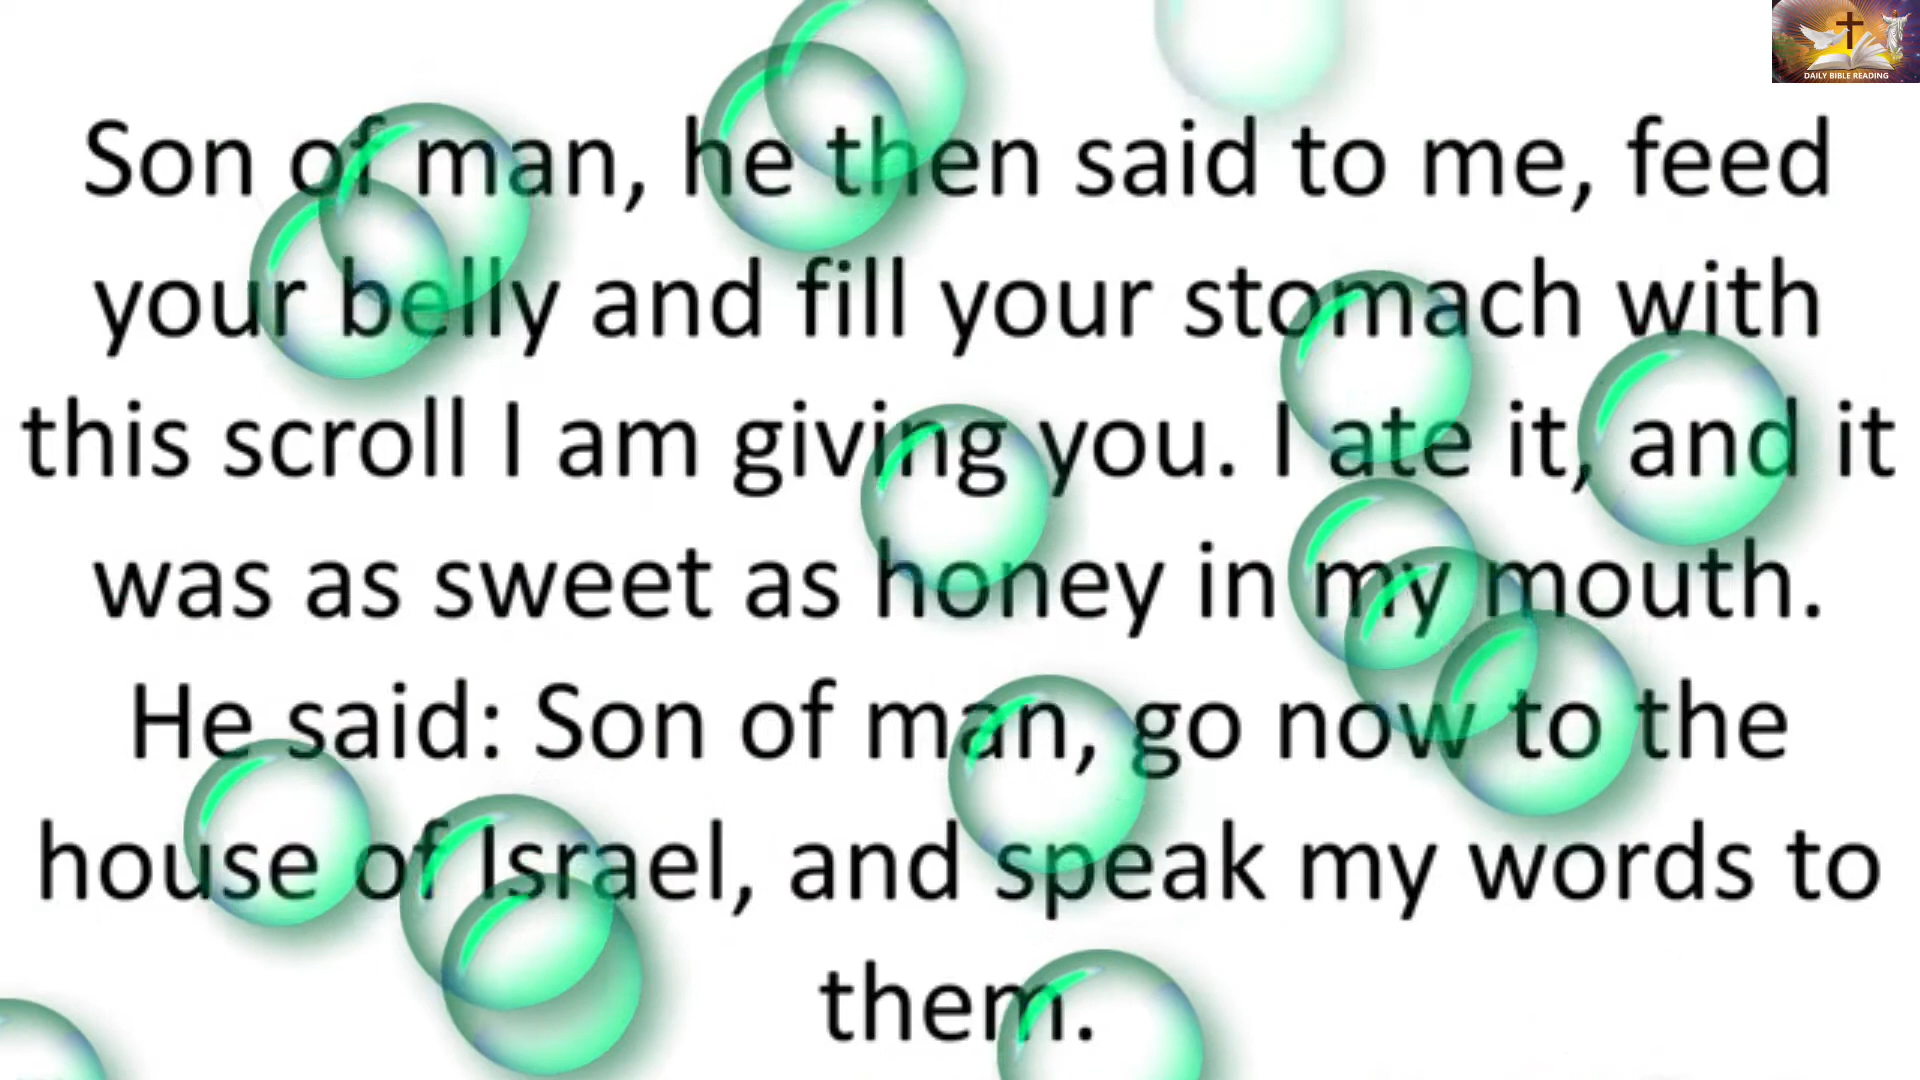 DAILY BIBLE READING
Son of man, he then said to me, feed
your belly and fill your stomach with
this scroll I am giving you. I ate it, and it
was as sweet as honey in my mouth.
He said: Son of man, go now to the
house of Israel, and speak my words to
them.